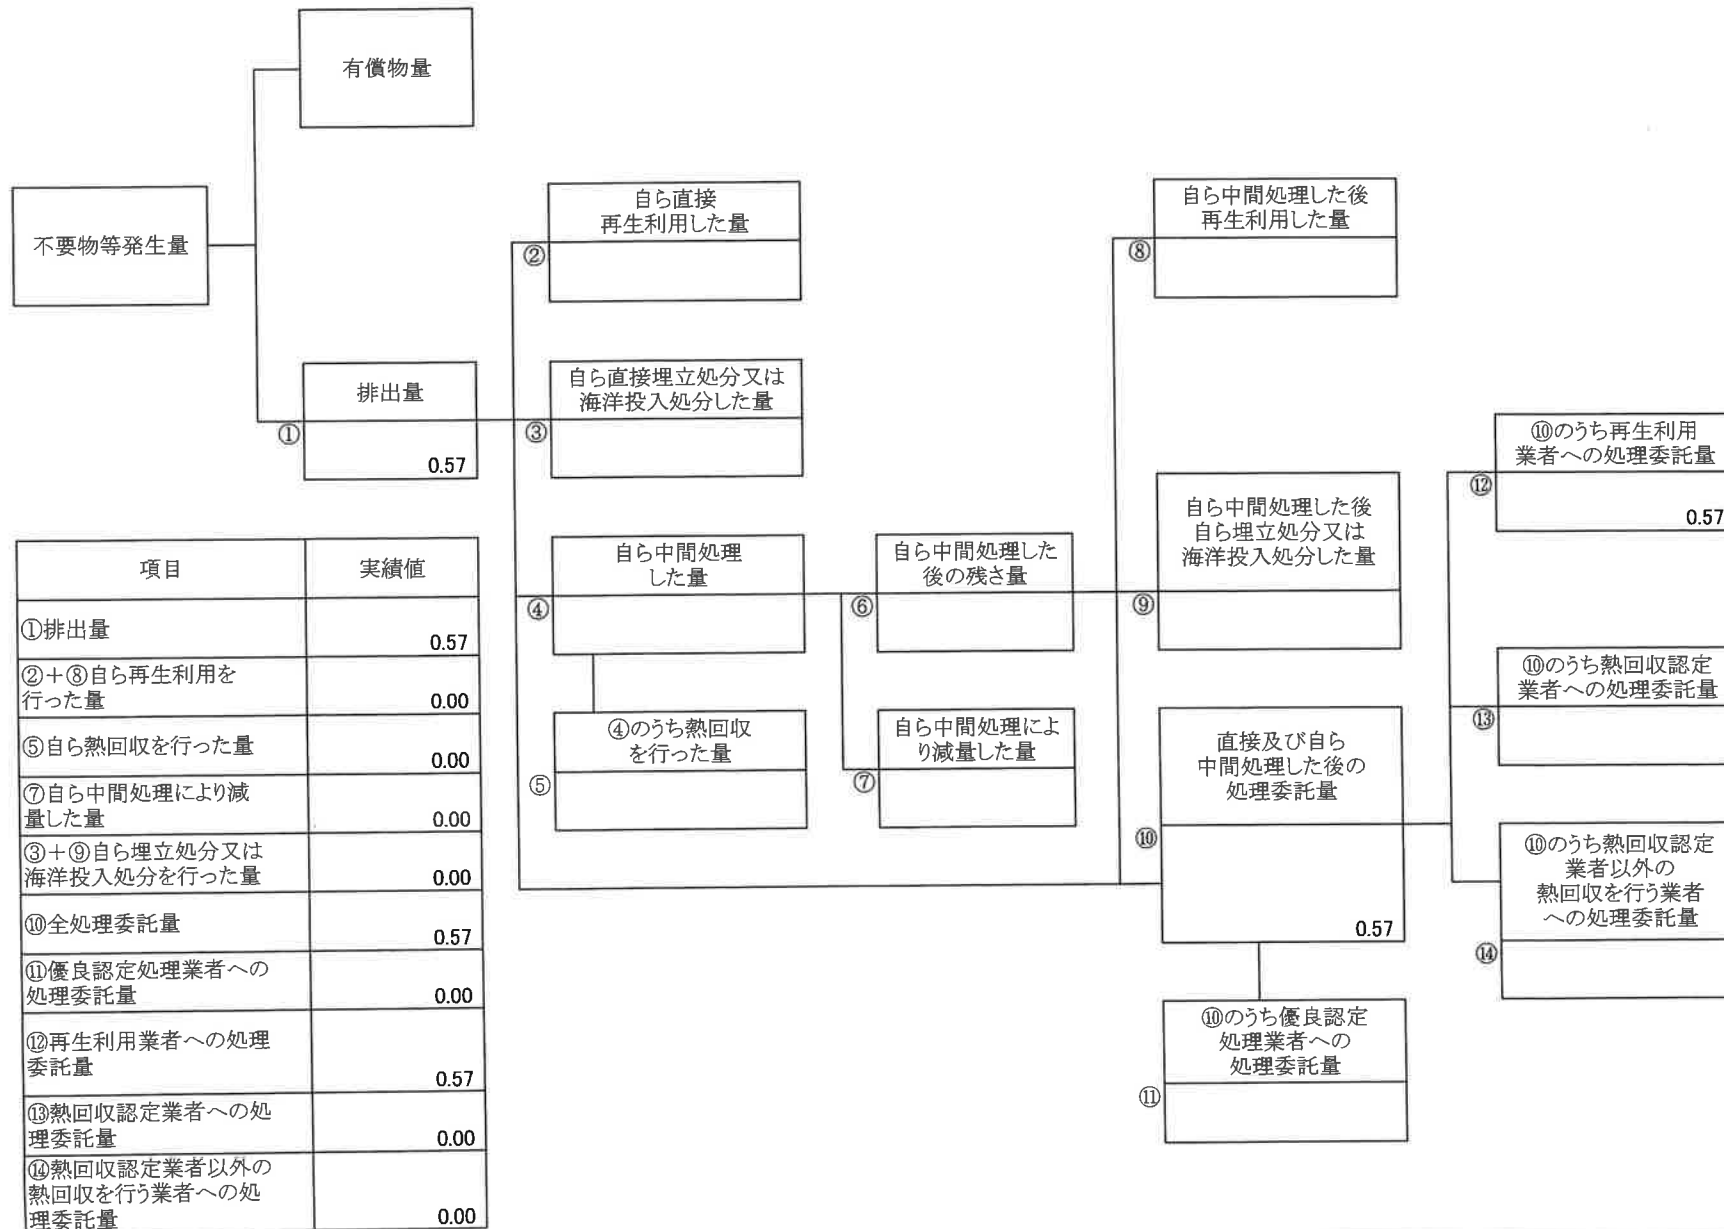 有償物量
不要物等発生量
排出量
①
0.57
自ら直接
再生利用した量
②
自ら直接埋立処分又は
海洋投入処分した量
③
自ら中間処理
した量
④
④のうち熱回収
を行った量
⑤
自ら中間処理した
後の残さ量
⑥
自ら中間処理によ
り減量した量
⑦
自ら中間処理した後
再生利用した量
⑧
自ら中間処理した後
自ら埋立処分又は
海洋投入処分した量
⑨
直接及び自ら
中間処理した後の
処理委託量
⑩
0.57
⑩のうち優良認定
処理業者への
処理委託量
⑪
⑩のうち再生利用
業者への処理委託量
⑫
0.57
⑩のうち熱回収認定
業者への処理委託量
⑬
⑩のうち熱回収認定
業者以外の
熱回収を行う業者
への処理委託量
⑭
項目 実績値
①排出量 0.57
②+⑧自ら再生利用を
行った量 0.00
⑤自ら熱回収を行った量 0.00
⑦自ら中間処理により減
量した量 0.00
③+⑨自ら埋立処分又は
海洋投入処分を行った量 0.00
⑩全処理委託量 0.57
⑪優良認定処理業者への
処理委託量 0.00
⑫再生利用業者への処理
委託量 0.57
⑬熱回収認定業者への処
理委託量 0.00
⑭熱回収認定業者以外の
熱回収を行う業者への処
理委託量 0.00